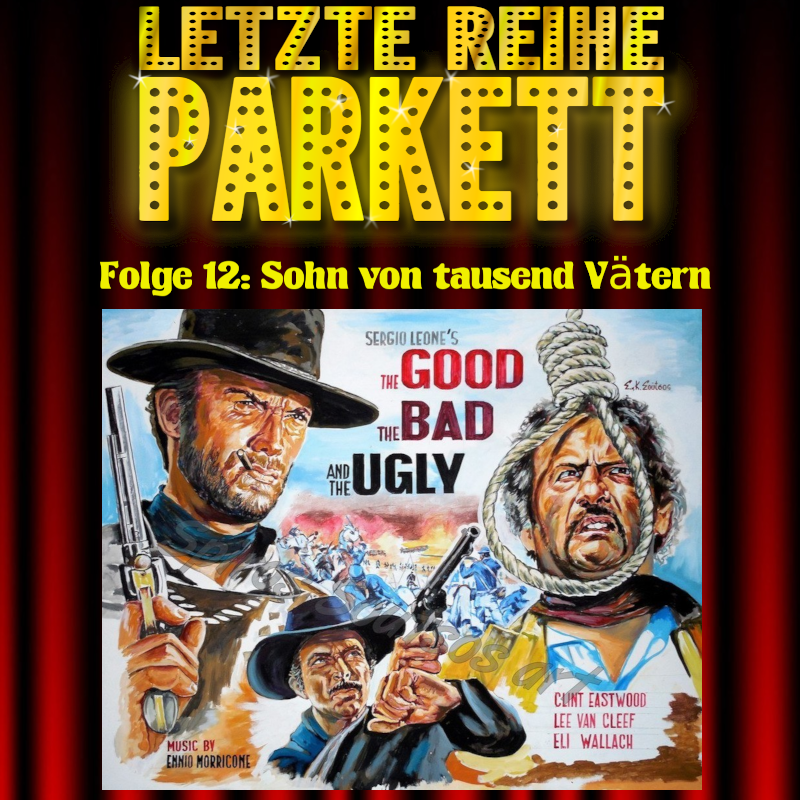 LETZTE REIHE
PARKETT
Folge 12: Sohn von tausend Vätern
SERGIO LEONE'S
THE GOOD
THE BAD
AND THE UGLY
MUSIC BY
ENNIO MORRICONE
CLINT EASTWOOD
LEE VAN CLEEF
ELI WALLACH